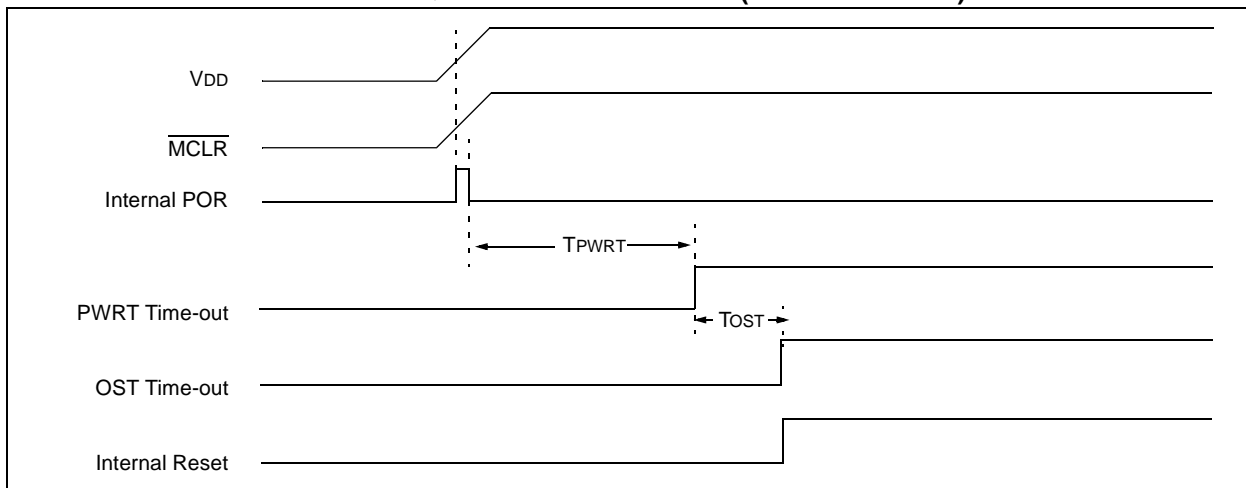 VDD
MCLR
Internal POR
TPWRT
PWRT Time-out
TOST
OST Time-out
Internal Reset